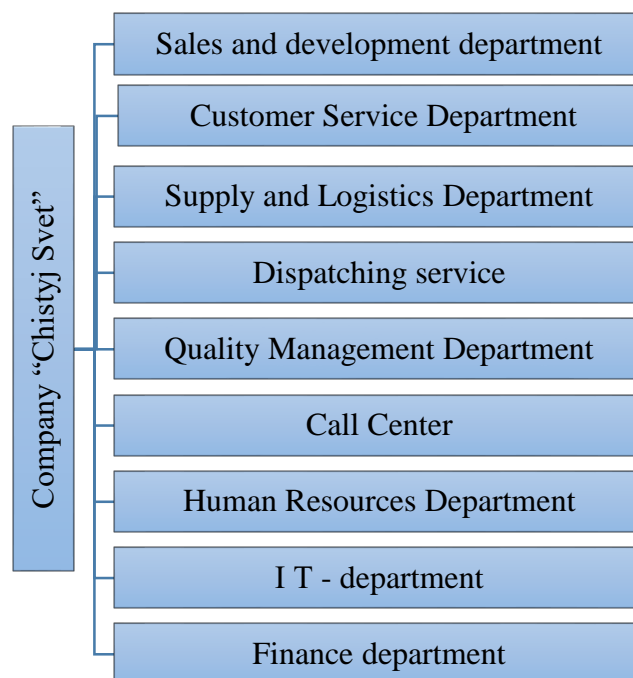 Company “Chistyj Svet”
Sales and development department
Customer Service Department
Supply and Logistics Department
Dispatching service
Quality Management Department
Call Center
Human Resources Department
I T - department
Finance department